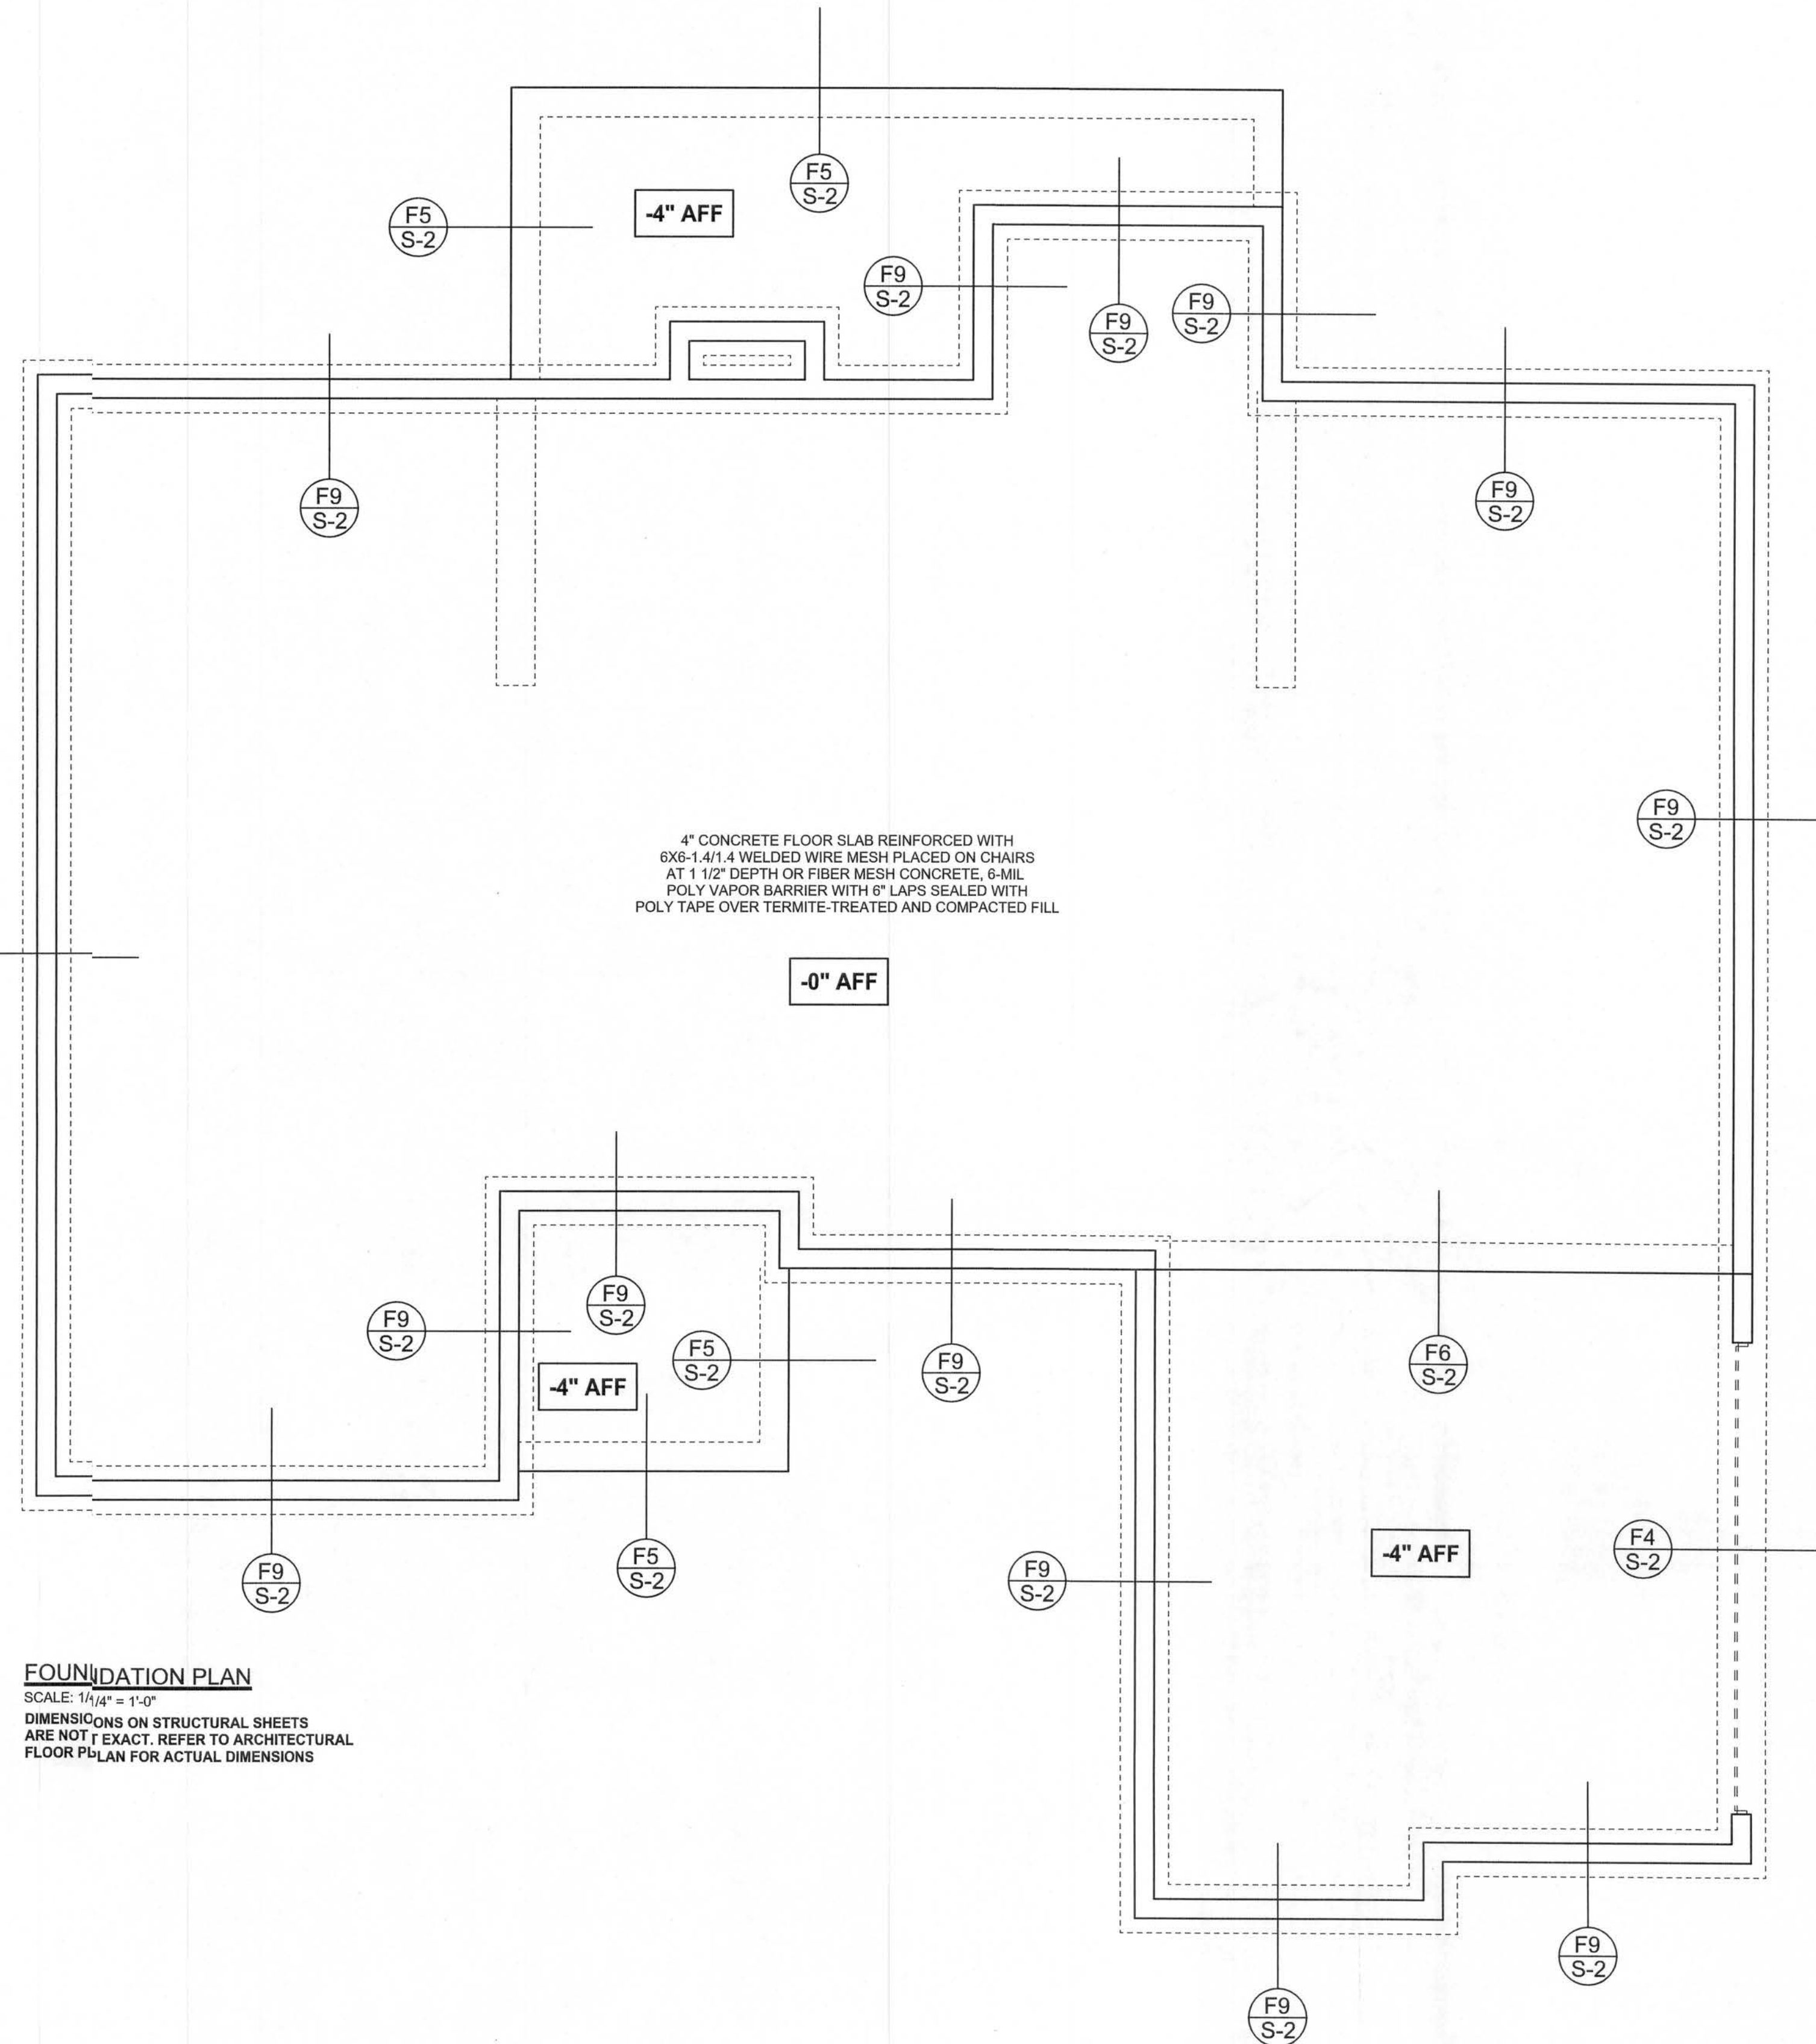 F5
S-2
F5
S-2
-4" AFF
F9
S-2
F9
S-2
F9
S-2
F9
S-2
F9
S-2
F9
S-2
4" CONCRETE FLOOR SLAB REINFORCED WITH
6X6-1.4/1.4 WELDED WIRE MESH PLACED ON CHAIRS
AT 1 1/2" DEPTH OR FIBER MESH CONCRETE, 6-MIL
POLY VAPOR BARRIER WITH 6" LAPS SEALED WITH
POLY TAPE OVER TERMITE-TREATED AND COMPACTED FILL
-0" AFF
F9
S-2
F9
S-2
F5
S-2
F9
S-2
F6
S-2
-4" AFF
F9
S-2
F5
S-2
F9
S-2
-4" AFF
F4
S-2
FOUNDATION PLAN
SCALE: 1/4" = 1'-0"
DIMENSIONS ON STRUCTURAL SHEETS
ARE NOT EXACT. REFER TO ARCHITECTURAL
FLOOR PLAN FOR ACTUAL DIMENSIONS
F9
S-2
F9
S-2